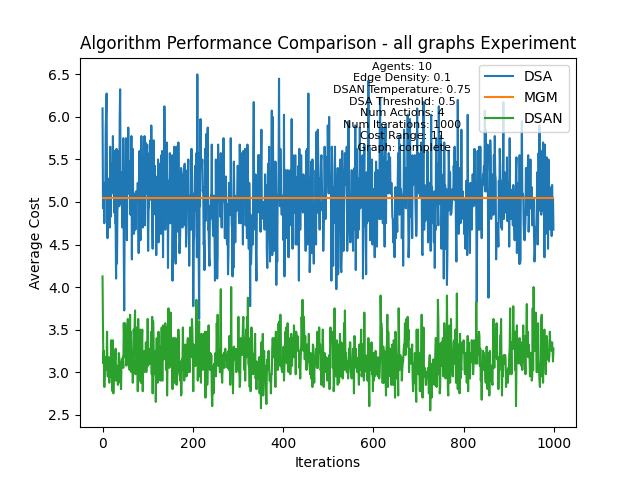 Algorithm Performance Comparison - all graphs Experiment
Agents: 10
Edge Density: 0.1
DSAN Temperature: 0.75
DSA Threshold: 0.5
Num Actions: 4
Num Iterations: 1000
Cost Range: 11
Graph: complete
DSA
MGM
DSAN
Average Cost
6.5
6.0
5.5
5.0
4.5
4.0
3.5
3.0
2.5
0
200
400
600
800
1000
Iterations